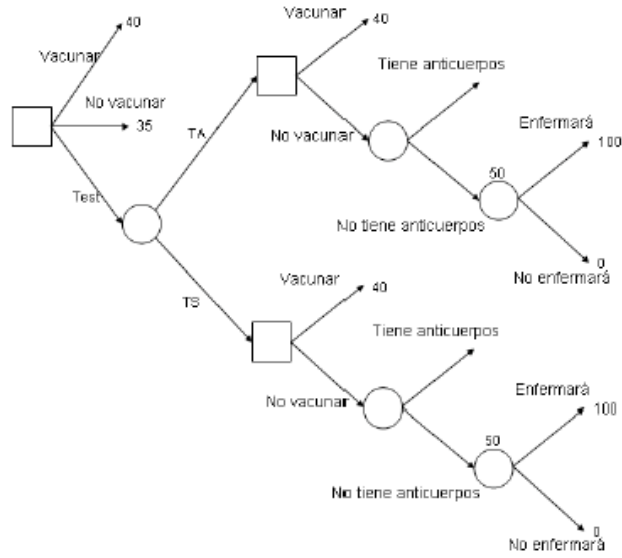 Vacunar
40
No vacunar
35
Test
TA
TB
Vacunar
40
No vacunar
Tiene anticuerpos
50
No tiene anticuerpos
Enfermará
100
0
No enfermará
Vacunar
40
No vacunar
Tiene anticuerpos
50
No tiene anticuerpos
Enfermará
100
0
No enfermará